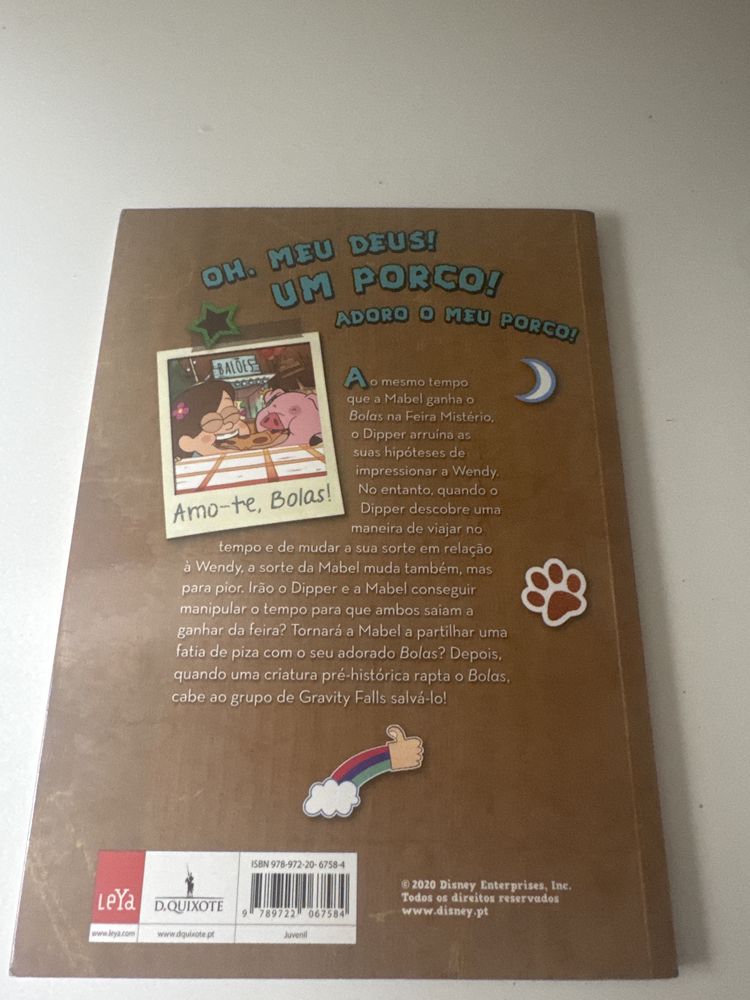 OH, MEU DEUS!
UM PORCO!
ADORO O MEU PORCO!
BALÕES
Amo-te, Bolas!
Ao mesmo tempo
que a Mabel ganha o
Bolas na Feira Mistério,
o Dipper arruína as
suas hipóteses de
impressionar a Wendy.
No entanto, quando o
Dipper descobre uma
maneira de viajar no
tempo e de mudar a sua sorte em relação
à Wendy, a sorte da Mabel muda também, mas
para pior. Irão o Dipper e a Mabel conseguir
manipular o tempo para que ambos saiam a
ganhar da feira? Tornará a Mabel a partilhar uma
fatia de piza com o seu adorado Bolas? Depois,
quando uma criatura pré-histórica rapta o Bolas,
cabe ao grupo de Gravity Falls salvá-lo!
LeYa
www.leya.com
D.QUIXOTE
www.dquixote.pt
ISBN 978-972-20-6758-4
9 789722 067584
Juvenil
© 2020 Disney Enterprises, Inc.
Todos os direitos reservados
www.disney.pt